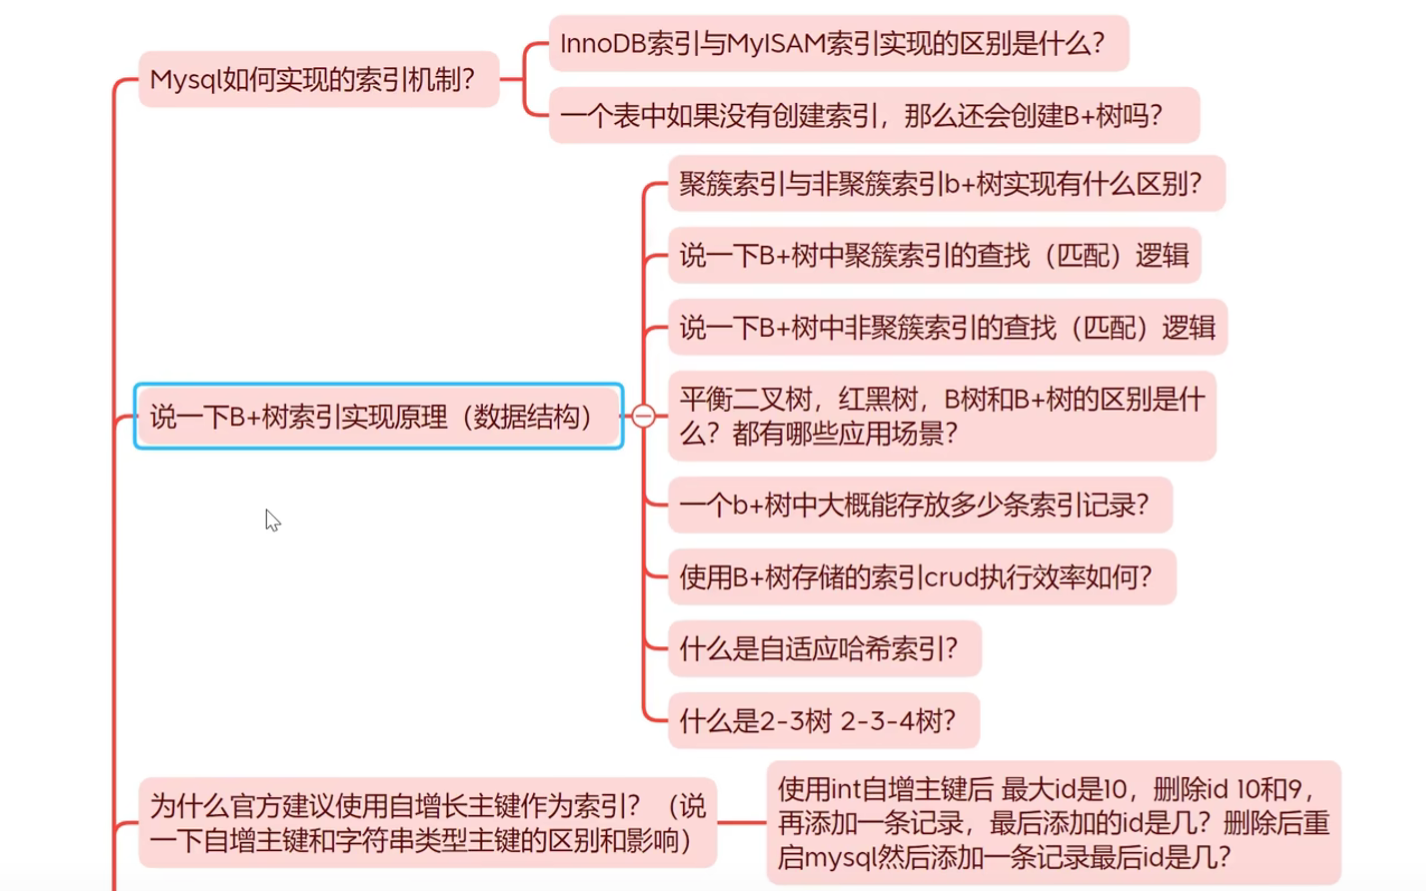 Mysql如何实现的索引机制？
InnoDB索引与MyISAM索引实现的区别是什么？
一个表中如果没有创建索引，那么还会创建B+树吗？
说一下B+树索引实现原理（数据结构）
聚簇索引与非聚簇索引b+树实现有什么区别？
说一下B+树中聚簇索引的查找（匹配）逻辑
说一下B+树中非聚簇索引的查找（匹配）逻辑
平衡二叉树，红黑树，B树和B+树的区别是什
么？都有哪些应用场景？
一个b+树中大概能存放多少条索引记录？
使用B+树存储的索引crud执行效率如何？
什么是自适应哈希索引？
什么是2-3树 2-3-4树？
为什么官方建议使用自增长主键作为索引？（说
一下自增主键和字符串类型主键的区别和影响）
使用int自增主键后 最大id是10，删除id 10和9，
再添加一条记录，最后添加的id是几？删除后重
启mysql然后添加一条记录最后id是几？